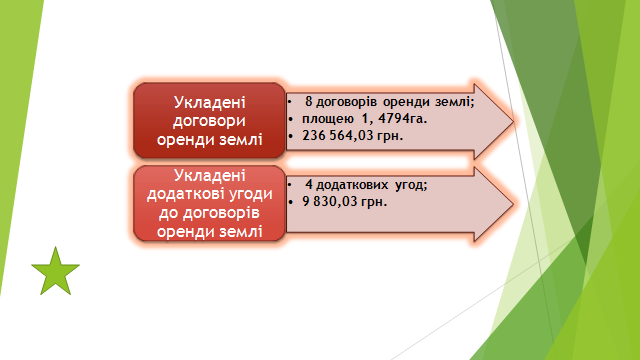 Укладені
договори
оренди землі
• 8 договорів оренди землі;
• площею 1, 4794га.
• 236 564,03 грн.
Укладені
додаткові угоди
до договорів
оренди землі
• 4 додаткових угод;
• 9 830,03 грн.